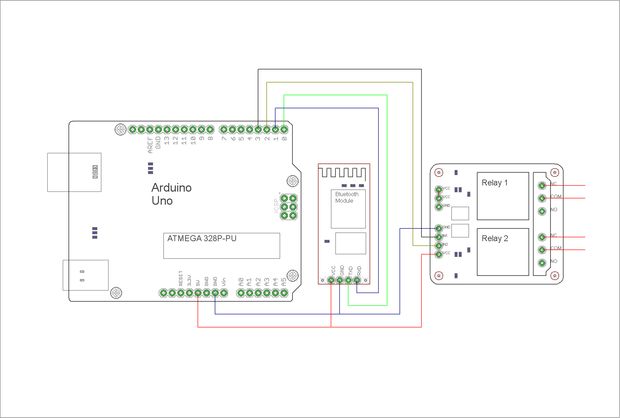 AREF
GND
13
12
11
10
9
8
7
6
5
4
3
2
1
0
Arduino
Uno
ICSP
ATMEGA 328P-PU
RESET
3.3V
5V
GND
GND
Vin
A0
A1
A2
A3
A4
A5
Bluetooth
Module
VCC
GND
TXD
RXD
Relay 1
Relay 2
VCC
VCC
GND
GND
IN1
IN2
VCC
NC
COM
NO
NC
COM
NO